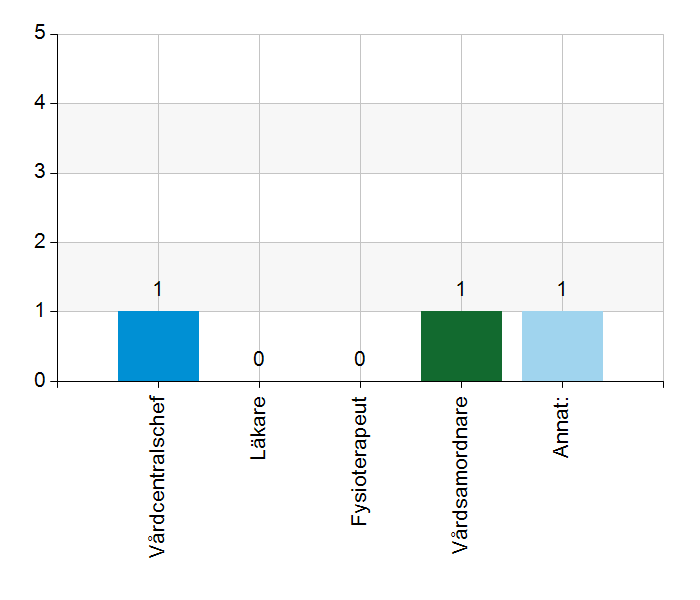 5
4
3
2
1
0
1
0
0
1
1
Vårdcentralschef
Läkare
Fysioterapeut
Vårdsamordnare
Annat: